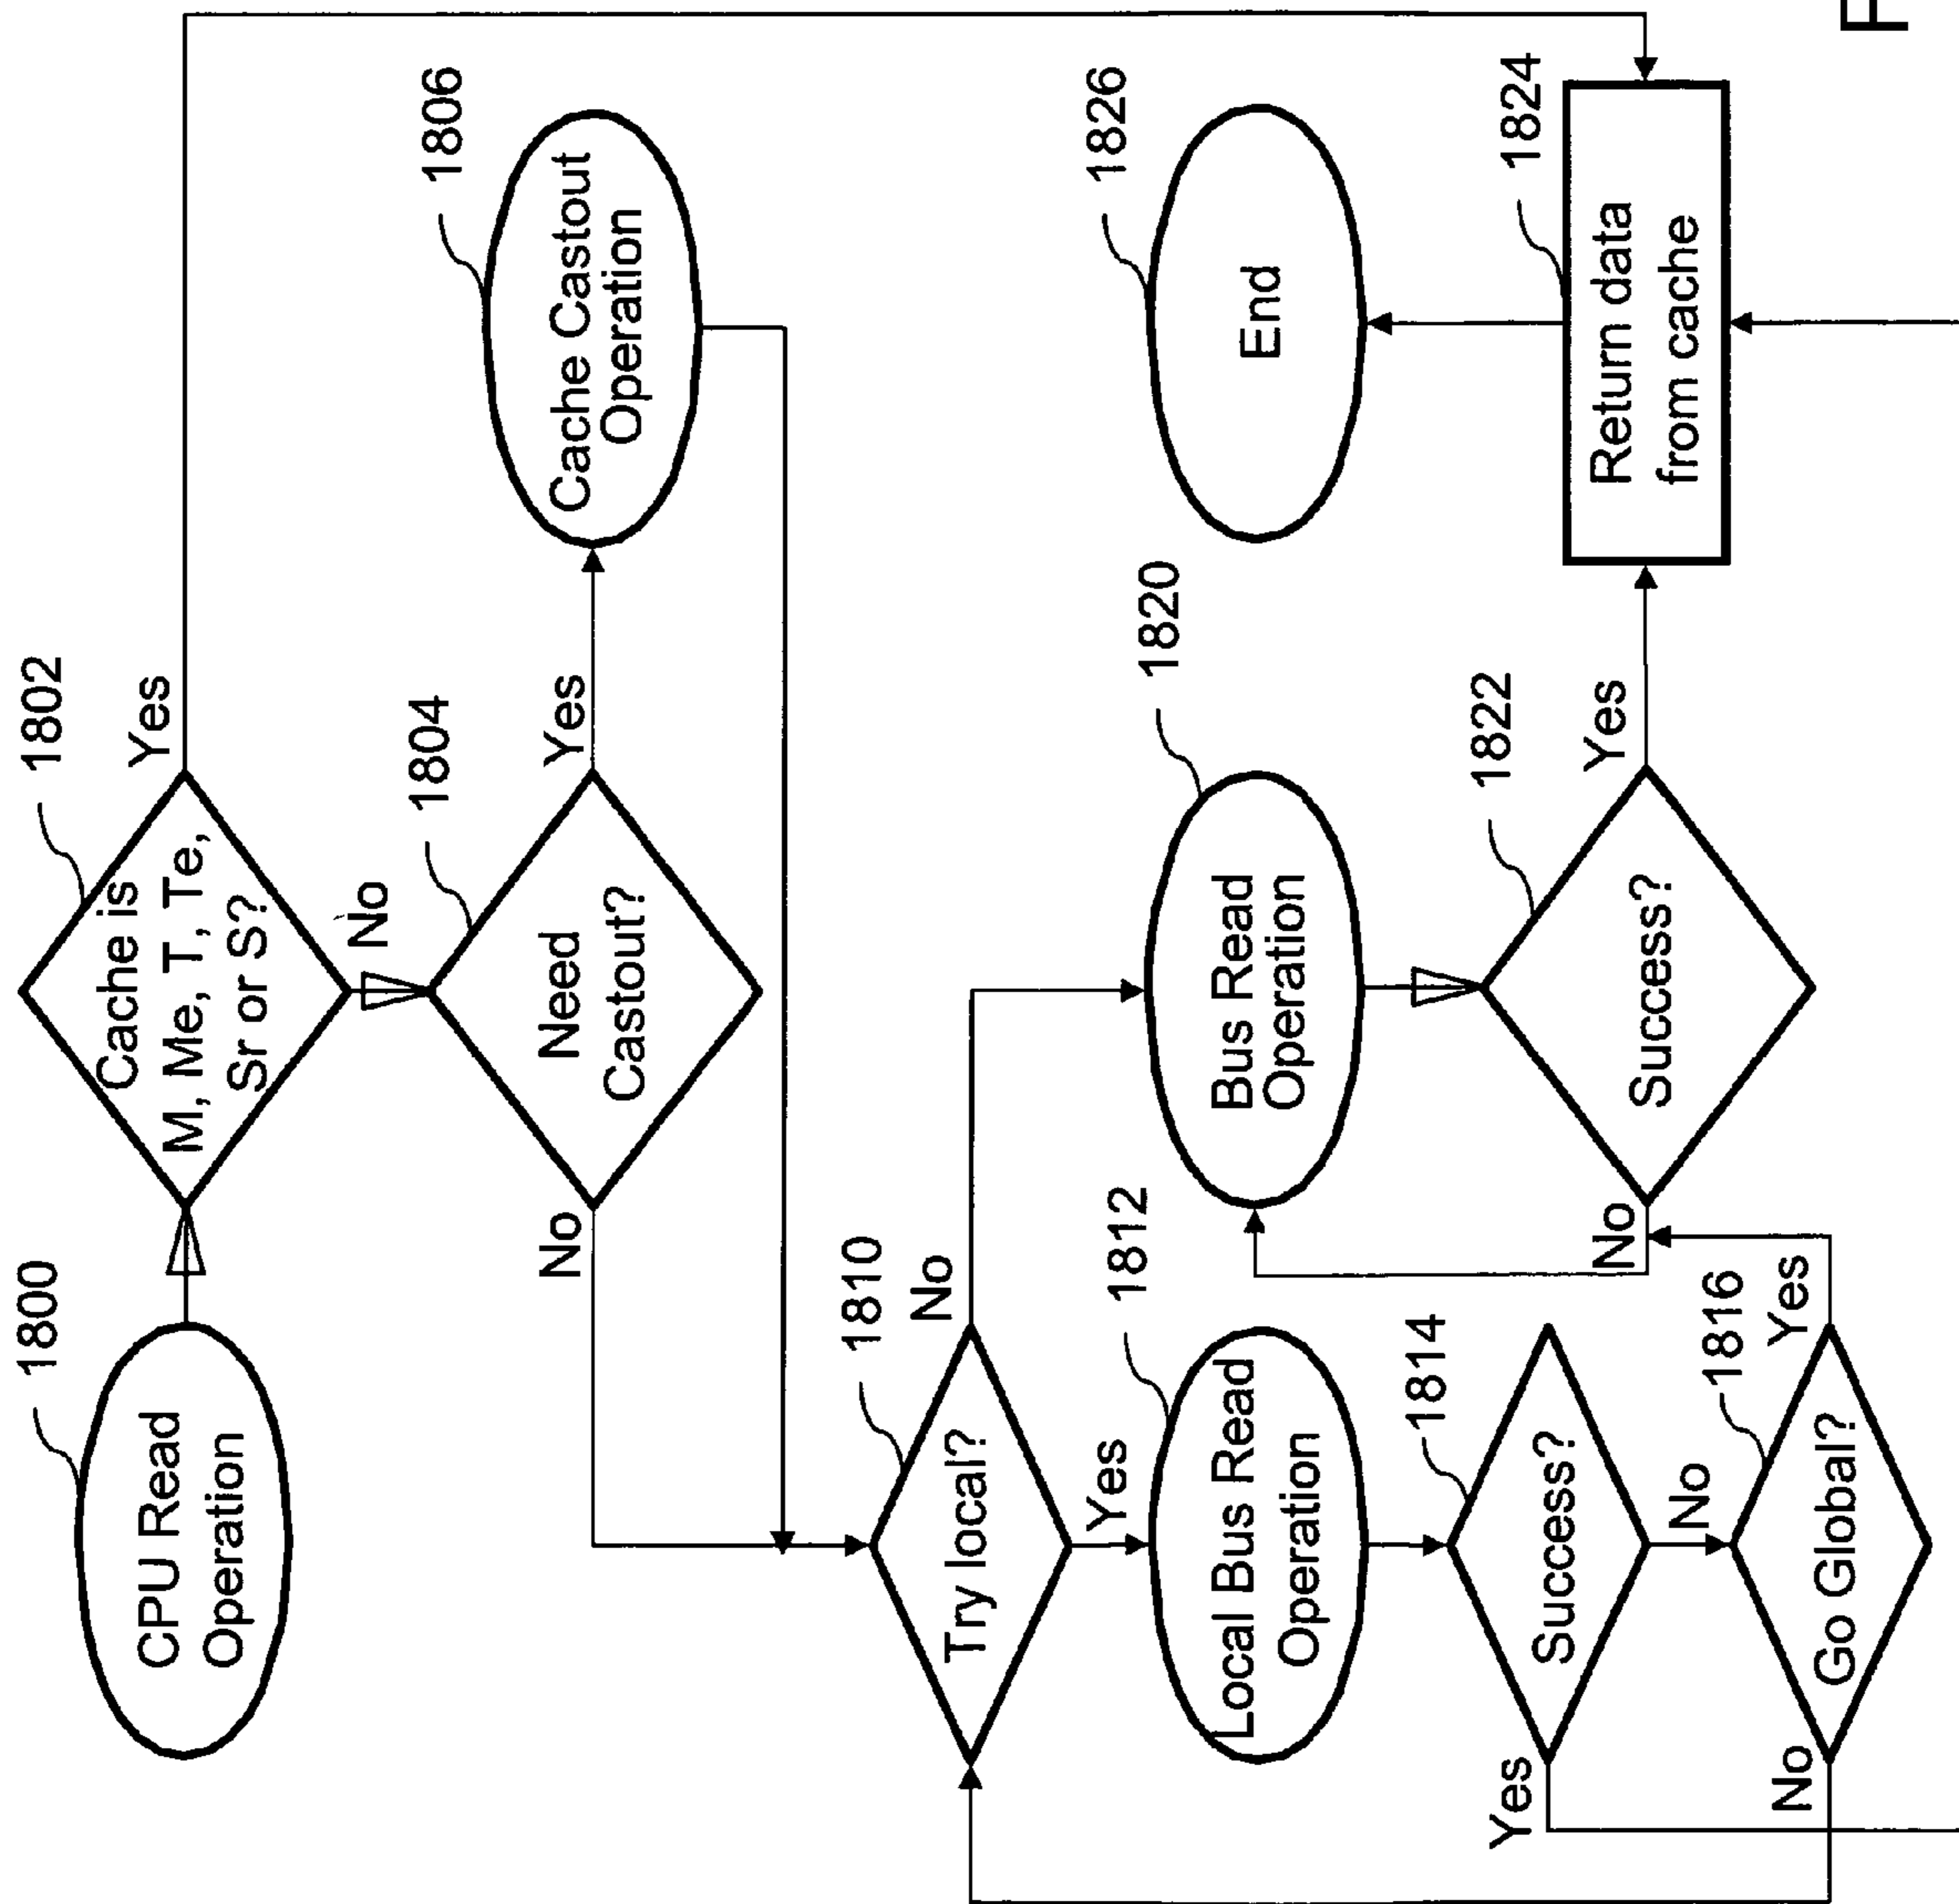 1800
CPU Read
Operation
1802
Cache is
M, Me, T, Te,
Sr or S?
Yes
No
1804
Need
Castout?
Yes
No
1806
Cache Castout
Operation
1810
Try local?
No
Yes
1812
Local Bus Read
Operation
1814
Success?
Yes
No
1816
Go Global?
Yes
No
1820
Bus Read
Operation
1822
Success?
No
Yes
1824
Return data
from cache
1826
End